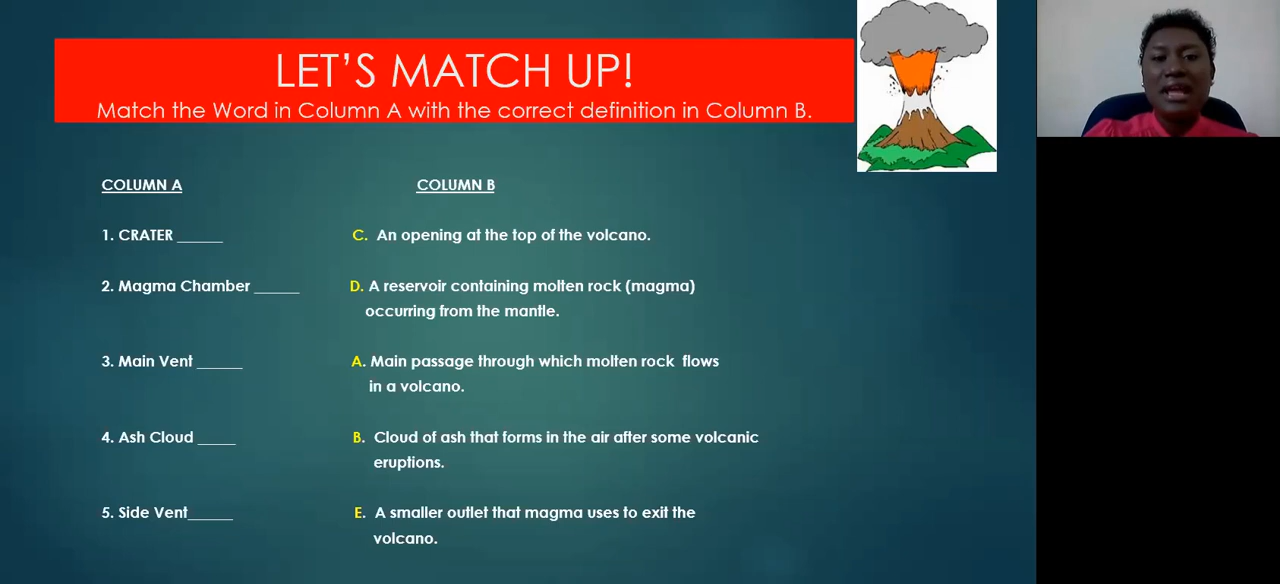 LET'S MATCH UP!
Match the Word in Column A with the correct definition in Column B.
COLUMN A COLUMN B
1. CRATER ______ C. An opening at the top of the volcano.
2. Magma Chamber ______ D. A reservoir containing molten rock (magma)
occurring from the mantle.
3. Main Vent ______ A. Main passage through which molten rock flows
in a volcano.
4. Ash Cloud _____ B. Cloud of ash that forms in the air after some volcanic
eruptions.
5. Side Vent______ E. A smaller outlet that magma uses to exit the
volcano.